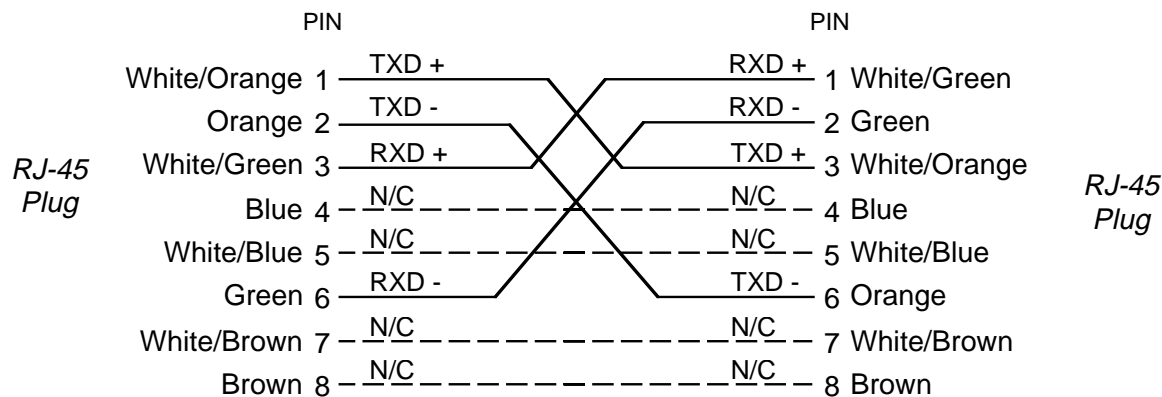 PIN PIN
White/Orange 1 TXD + RXD + 1 White/Green
Orange 2 TXD - RXD - 2 Green
White/Green 3 RXD + TXD + 3 White/Orange
RJ-45 Plug
RJ-45 Plug
Blue 4 N/C N/C 4 Blue
White/Blue 5 N/C N/C 5 White/Blue
Green 6 RXD - TXD - 6 Orange
White/Brown 7 N/C N/C 7 White/Brown
Brown 8 N/C N/C 8 Brown